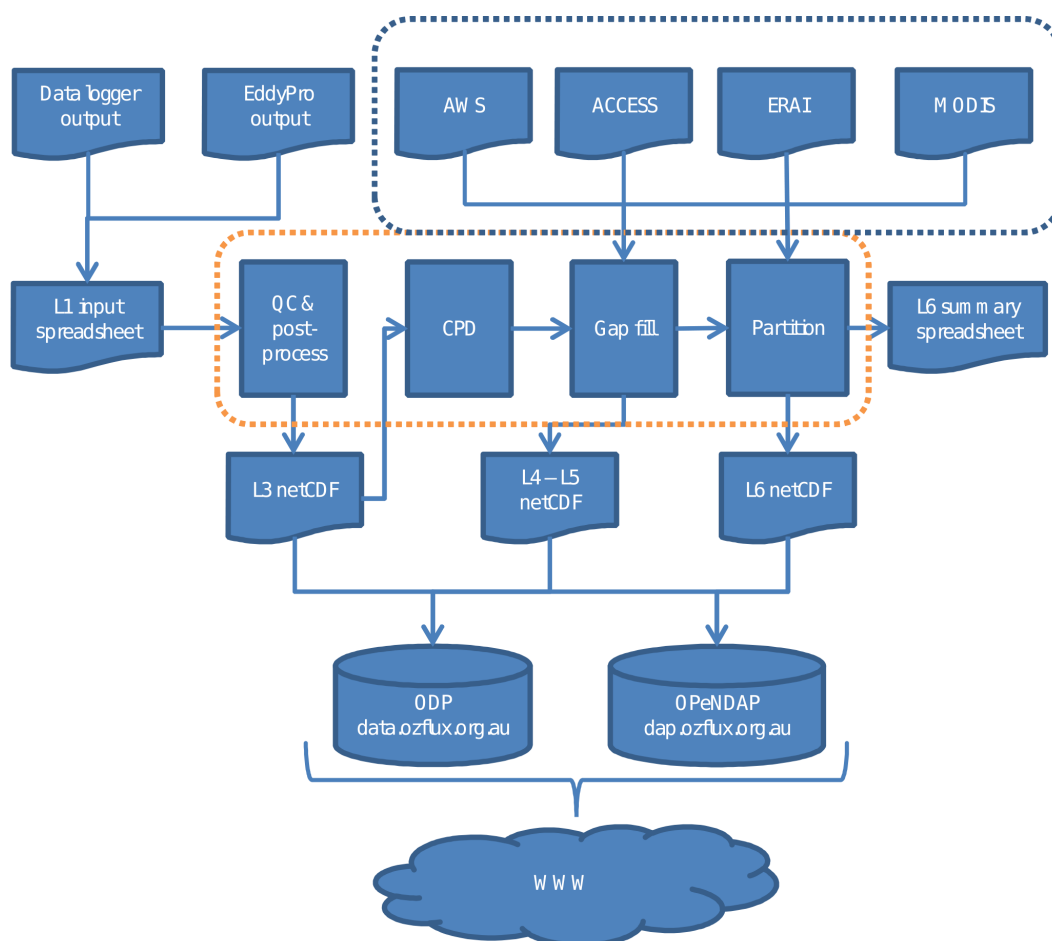 Data logger
output
EddyPro
output
AWS
ACCESS
ERAI
MODIS
L1 input
spreadsheet
QC &
post-
process
CPD
Gap fill
Partition
L6 summary
spreadsheet
L3 netCDF
L4 – L5
netCDF
L6 netCDF
ODP
data.ozflux.org.au
OPeNDAP
dap.ozflux.org.au
WWW